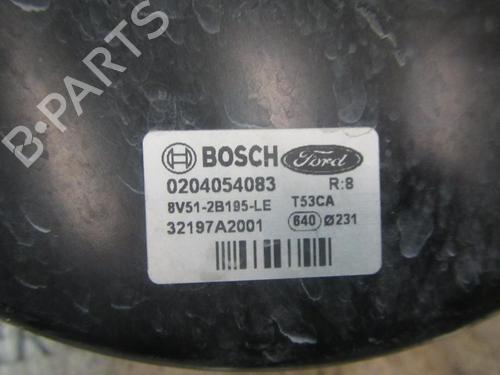 B-PARTS
BOSCH Ford
0204054083 R:8
8V51-2B195-LE T53CA
32197A2001 640 Ø231